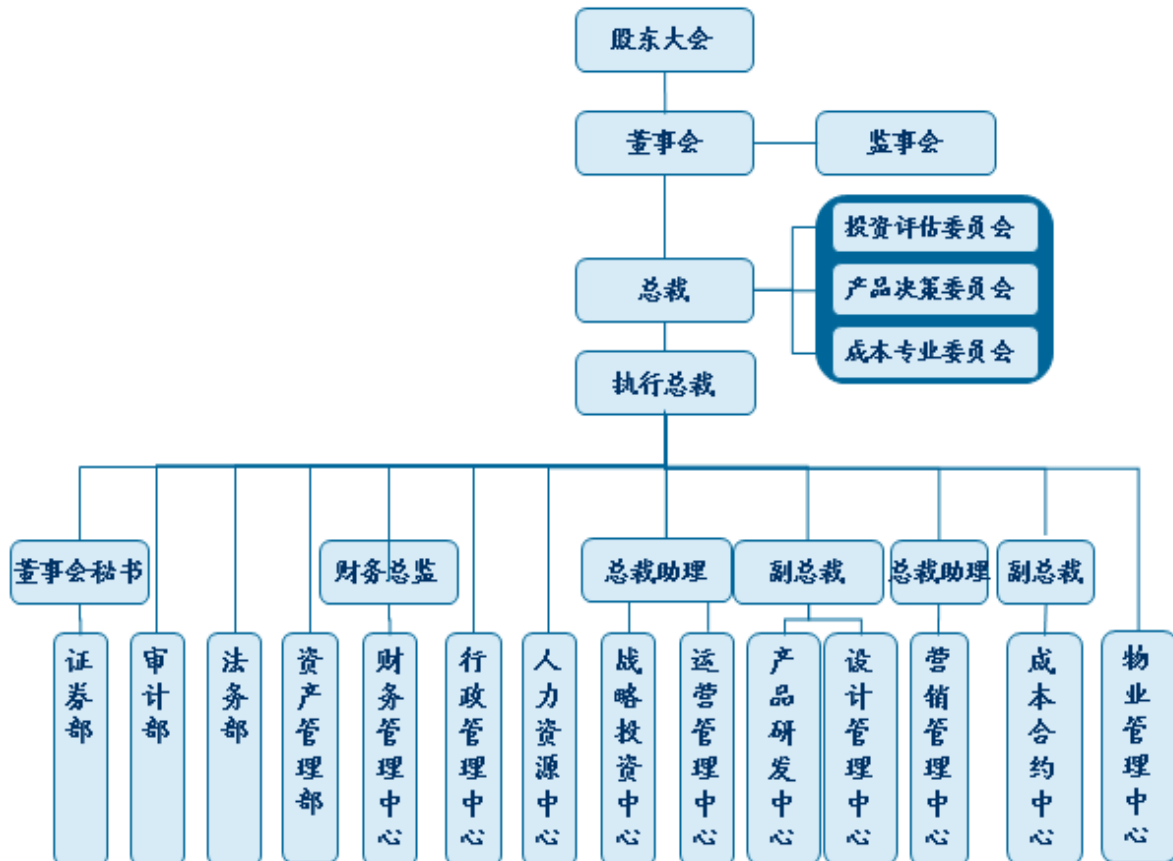 股东大会
董事会
监事会
投资评估委员会
总裁
产品决策委员会
成本专业委员会
执行总裁
董事会秘书
财务总监
总裁助理
副总裁
总裁助理
副总裁
证券部
审计部
法务部
资产管理部
财务管理中心
行政管理中心
人力资源中心
战略投资中心
运营管理中心
产品研发中心
设计管理中心
营销管理中心
成本合约中心
物业管理中心